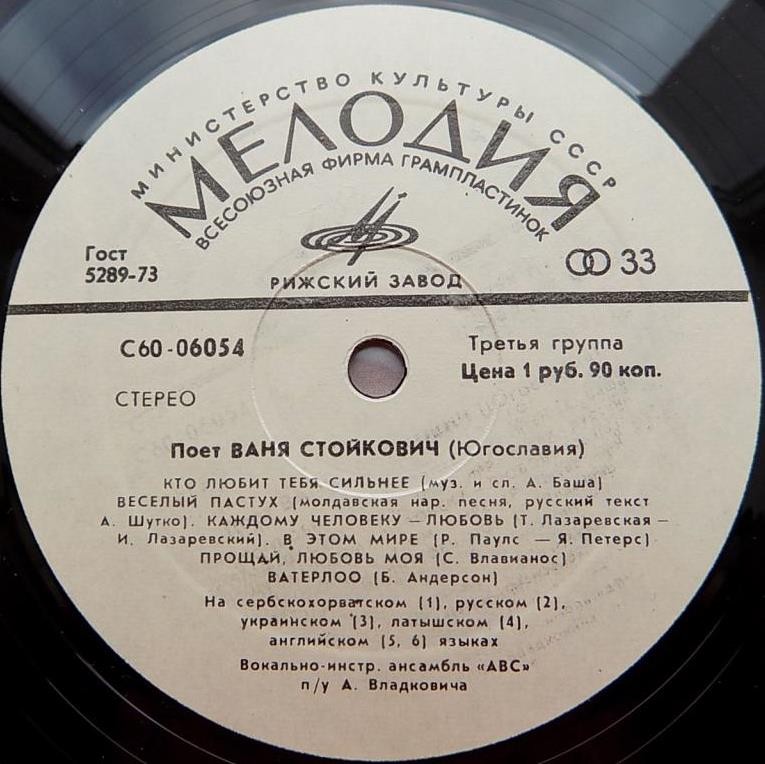 МИНИСТЕРСТВО КУЛЬТУРЫ СССР
МЕЛОДИЯ
ВСЕСОЮЗНАЯ ФИРМА ГРАМПЛАСТИНОК
Гост
5289-73
33
РИЖСКИЙ ЗАВОД
С60-06054
Третья группа
Цена 1 руб. 90 коп.
СТЕРЕО
Поет ВАНЯ СТОЙКОВИЧ (Югославия)
КТО ЛЮБИТ ТЕБЯ СИЛЬНЕЕ (муз. и сл. А. Баша)
ВЕСЕЛЫЙ ПАСТУХ (молдавская нар. песня, русский текст
А. Шутко). КАЖДОМУ ЧЕЛОВЕКУ – ЛЮБОВЬ (Т. Лазаревская –
И. Лазаревский). В ЭТОМ МИРЕ (Р. Паулс — Я. Петерс)
ПРОЩАЙ, ЛЮБОВЬ МОЯ (С. Влавианос)
ВАТЕРЛОО (Б. Андерсон)
На сербскохорватском (1), русском (2),
украинском (3), латышском (4),
английском (5, 6) языках
Вокально-инстр. ансамбль «АВС»
п/у А. Владковича